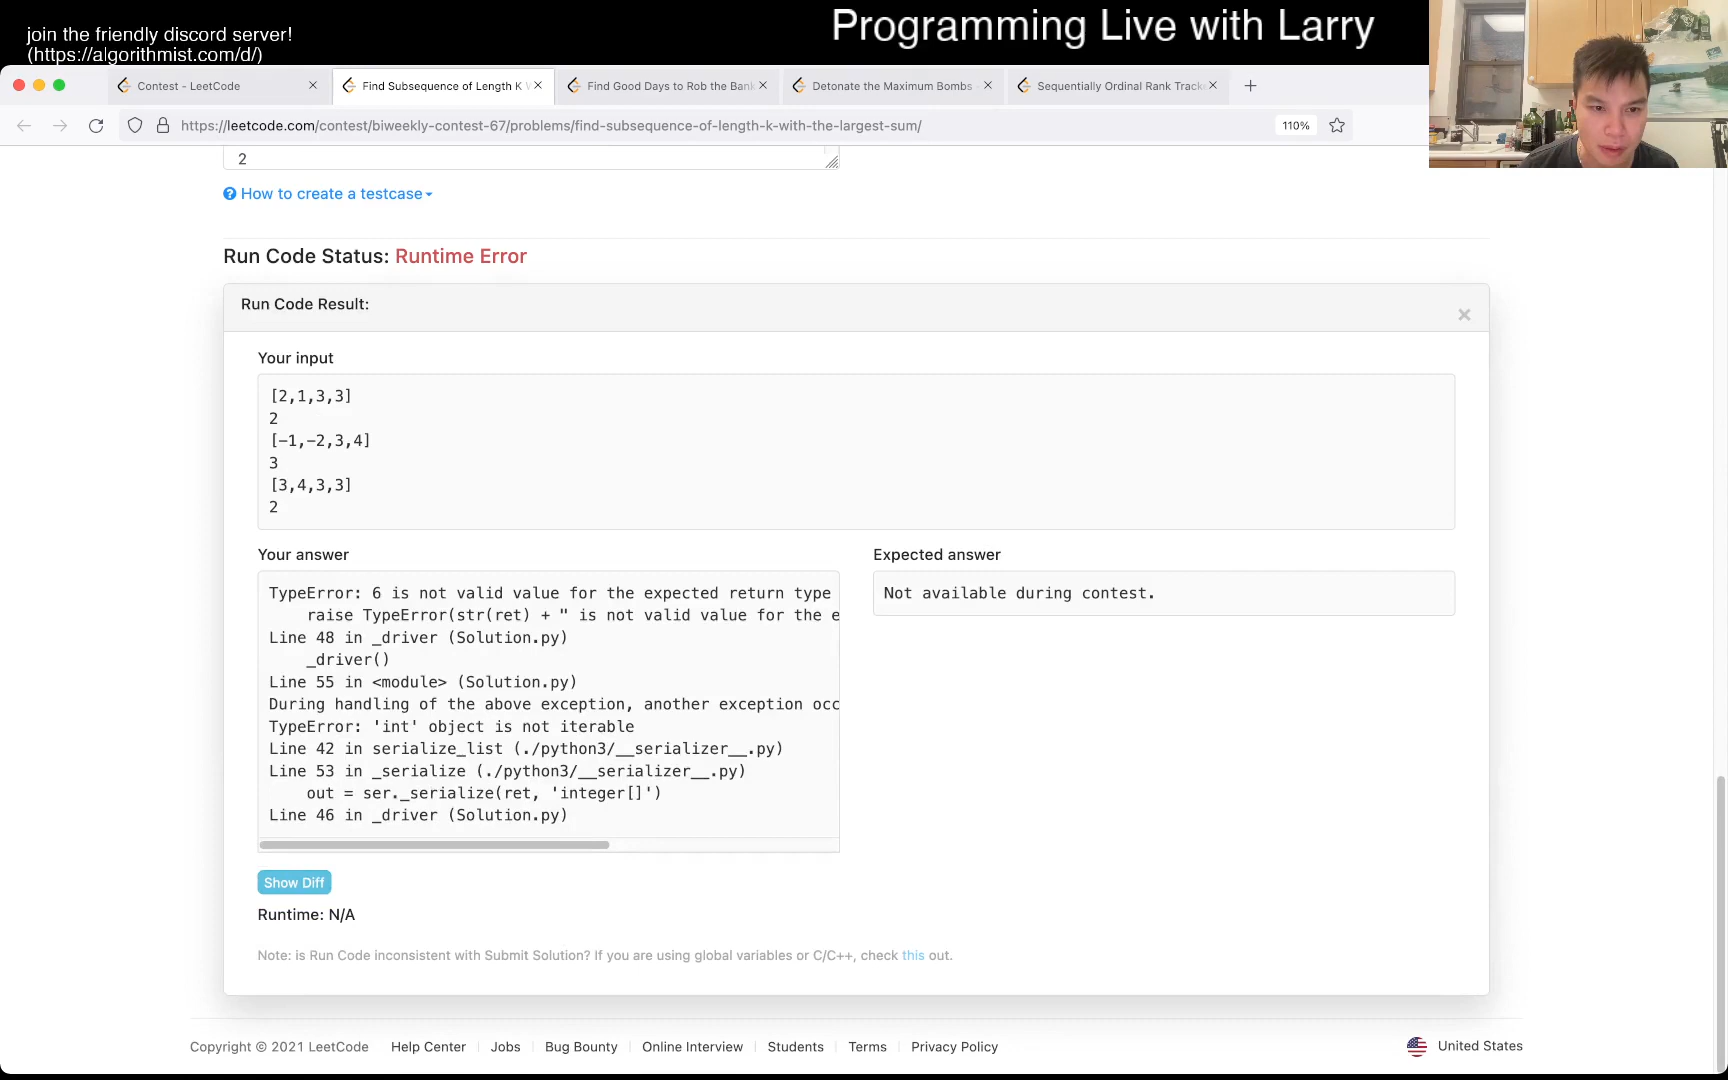 join the friendly discord server!
(https://algorithmist.com/d/)
Programming Live with Larry
Contest - LeetCode
Find Subsequence of Length K W
Find Good Days to Rob the Bank
Detonate the Maximum Bombs -
Sequentially Ordinal Rank Tracke
https://leetcode.com/contest/biweekly-contest-67/problems/find-subsequence-of-length-k-with-the-largest-sum/
110%
2
How to create a testcase
Run Code Status: Runtime Error
Run Code Result:
Your input
[2,1,3,3]
2
[-1,-2,3,4]
3
[3,4,3,3]
2
Your answer
Expected answer
TypeError: 6 is not valid value for the expected return type
raise TypeError(str(ret) + " is not valid value for the e
Line 48 in _driver (Solution.py)
_driver()
Line 55 in <module> (Solution.py)
During handling of the above exception, another exception occ
TypeError: 'int' object is not iterable
Line 42 in serialize_list (./python3/__serializer__.py)
Line 53 in _serialize (./python3/__serializer__.py)
out = ser._serialize(ret, 'integer[]')
Line 46 in _driver (Solution.py)
Not available during contest.
Show Diff
Runtime: N/A
Note: is Run Code inconsistent with Submit Solution? If you are using global variables or C/C++, check this out.
Copyright © 2021 LeetCode
Help Center
Jobs
Bug Bounty
Online Interview
Students
Terms
Privacy Policy
United States